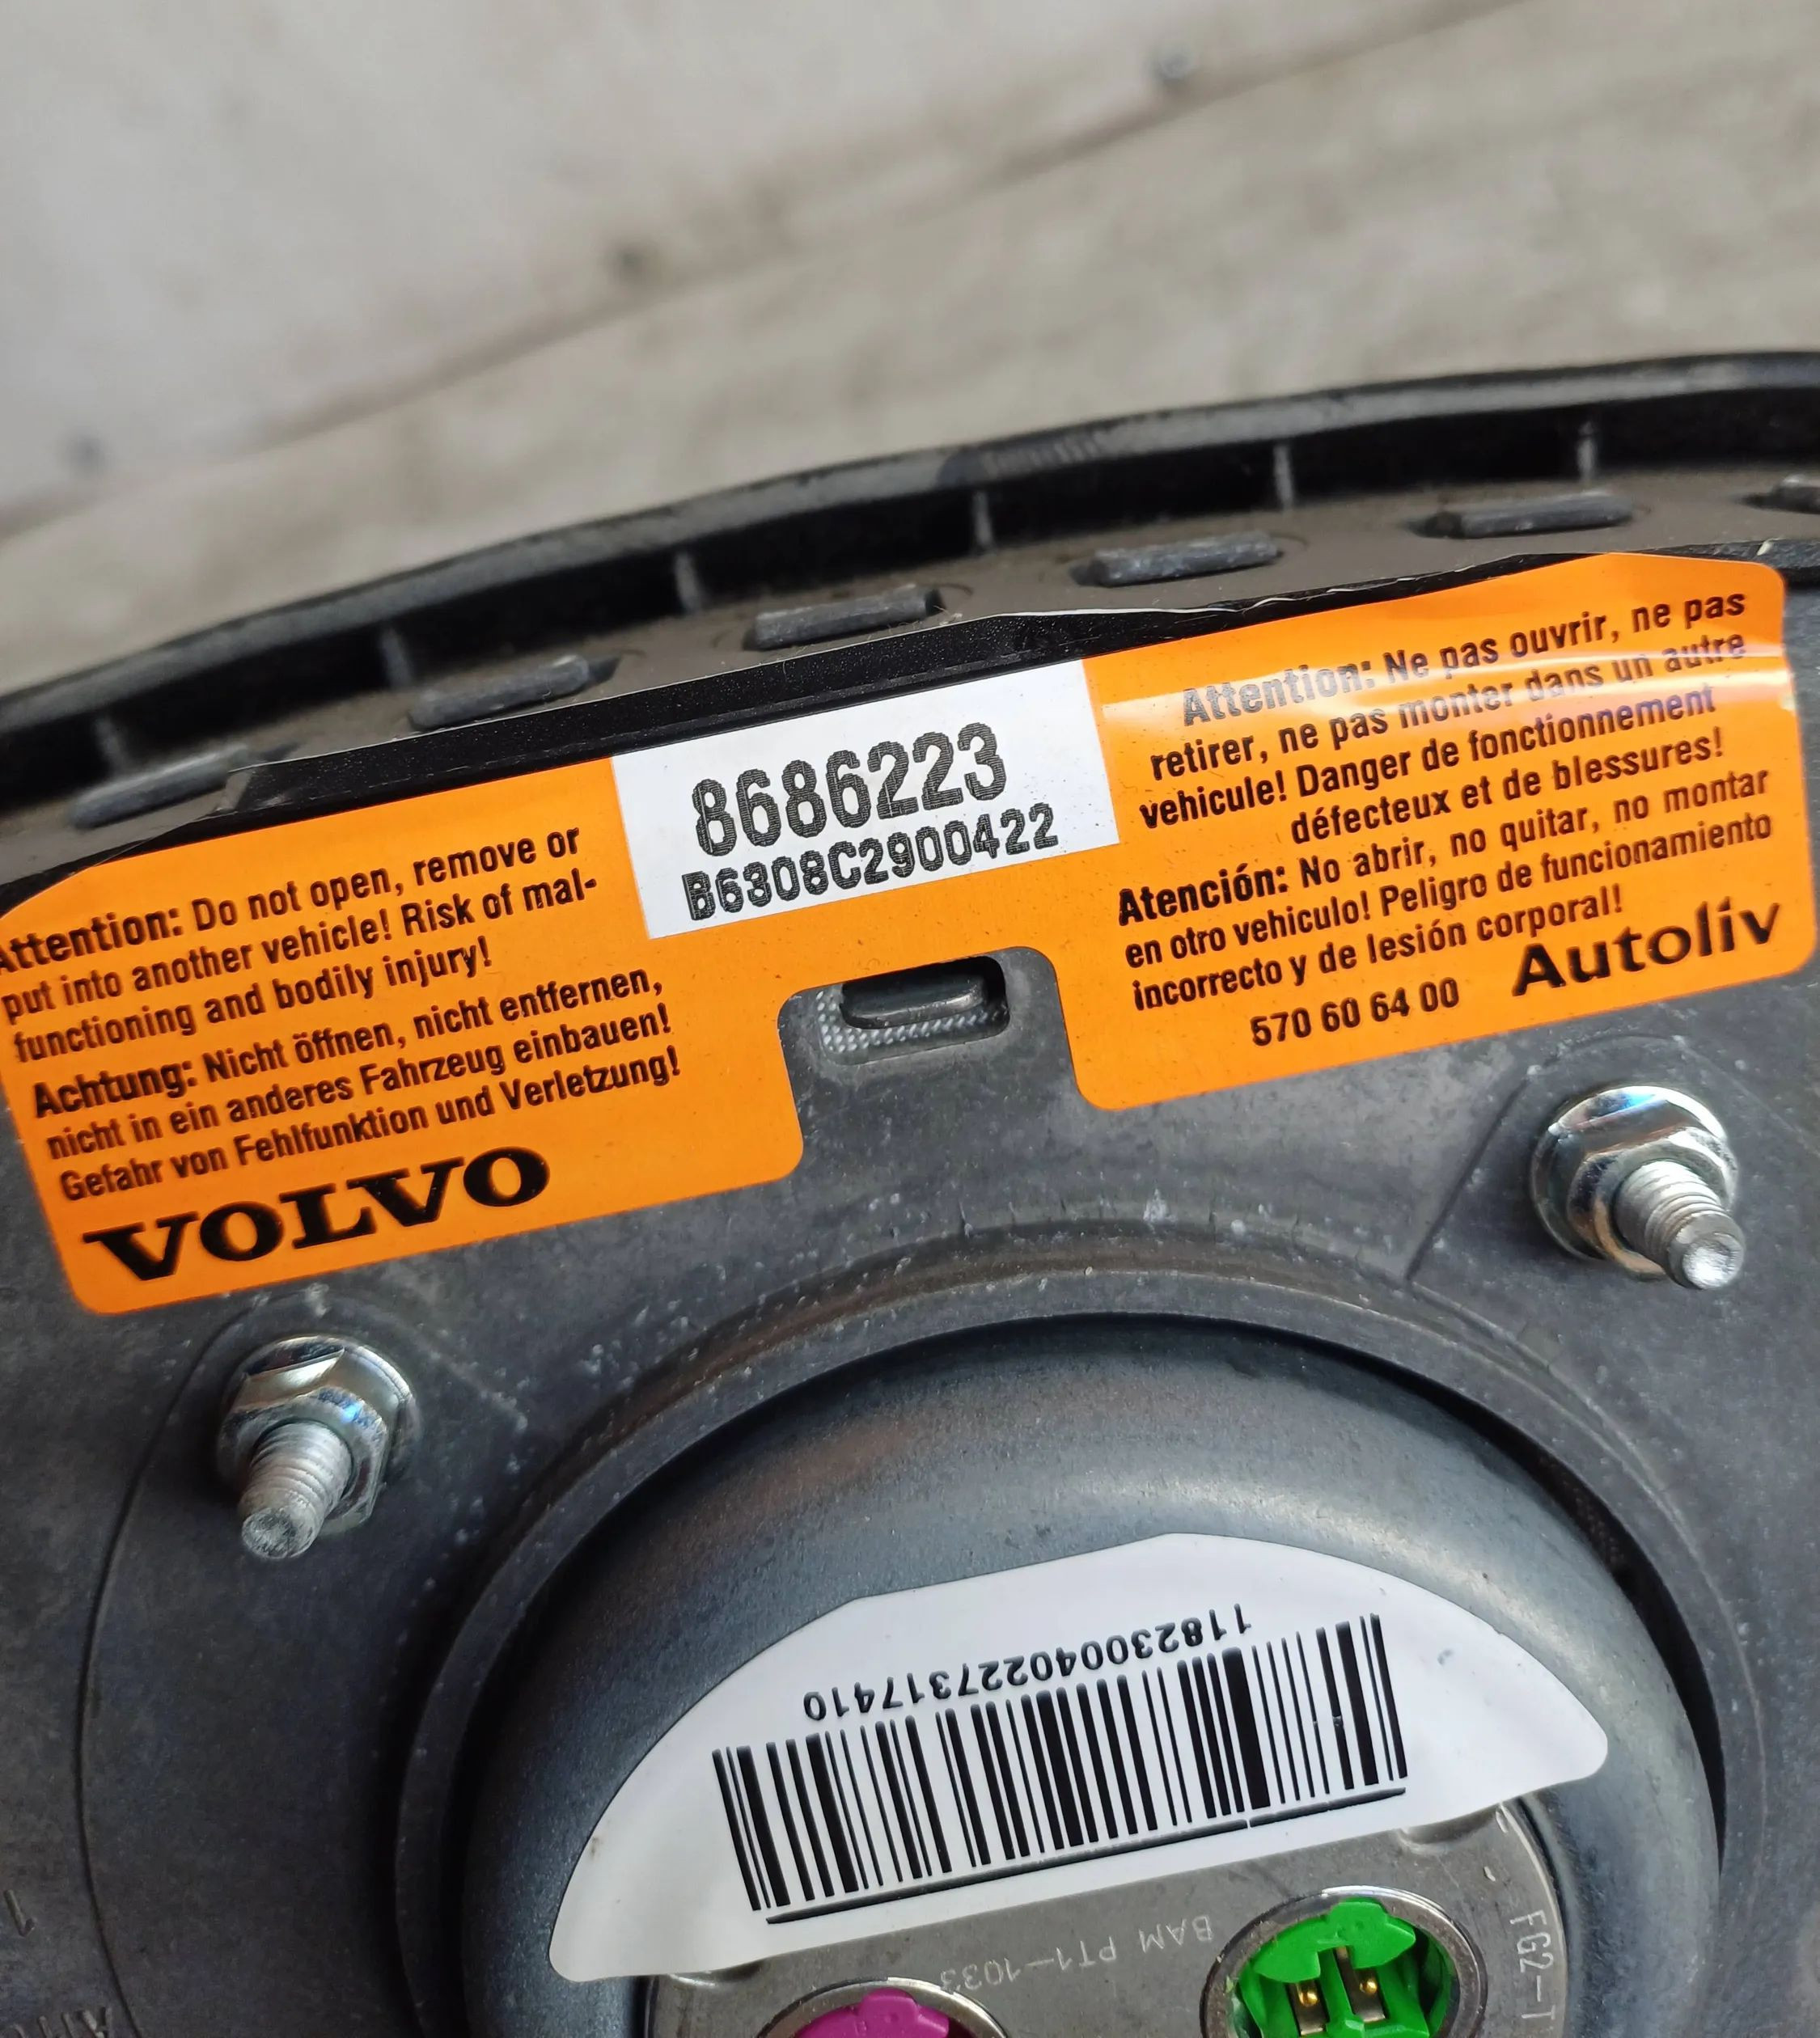 8686223
B6308C2900422
Attention: Do not open, remove or
put into another vehicle! Risk of mal-
functioning and bodily injury!
Achtung: Nicht öffnen, nicht entfernen,
nicht in ein anderes Fahrzeug einbauen!
Gefahr von Fehlfunktion und Verletzung!
VOLVO
Attention: Ne pas ouvrir, ne pas
retirer, ne pas monter dans un autre
vehicule! Danger de fonctionnement
défecteux et de blessures!
Atención: No abrir, no quitar, no montar
en otro vehiculo! Peligro de funcionamiento
incorrecto y de lesión corporal!
570 60 64 00 Autoliv
118230040227317410
BAM PT1-1033
FG2-T